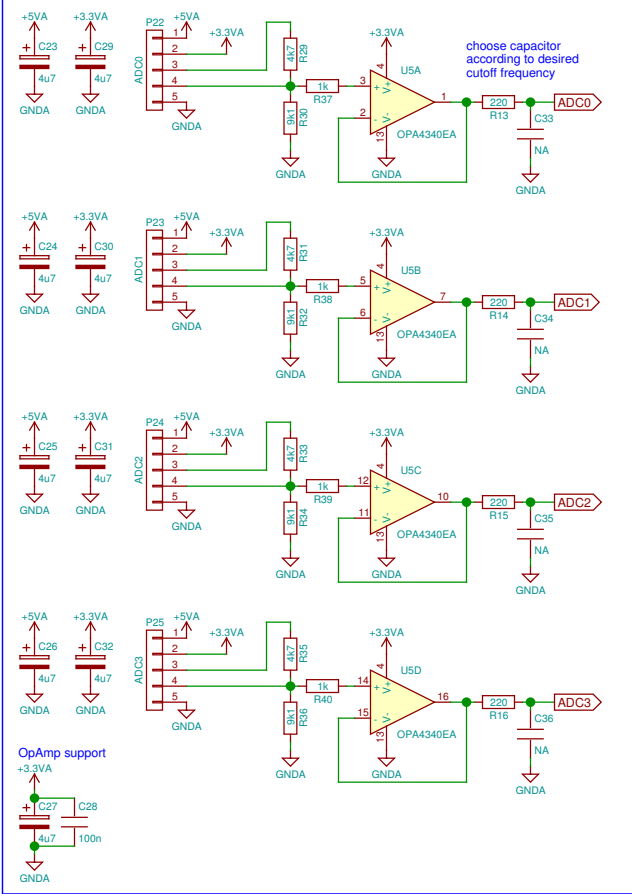 +5VA
C23
4u7
GNDA
+3.3VA
C29
4u7
GNDA
P22
ADC0
1
2
3
4
5
+5VA
+3.3VA
GNDA
4k7
R29
9k1
R30
GNDA
1k
R37
+3.3VA
4
3
2
+
-
V+
V-
13
U5A
1
OPA4340EA
GNDA
choose capacitor
according to desired
cutoff frequency
220
R13
ADC0
C33
NA
GNDA
+5VA
C24
4u7
GNDA
+3.3VA
C30
4u7
GNDA
P23
ADC1
1
2
3
4
5
+5VA
+3.3VA
GNDA
4k7
R31
9k1
R32
GNDA
1k
R38
+3.3VA
4
5
6
+
-
V+
V-
13
U5B
7
OPA4340EA
GNDA
220
R14
ADC1
C34
NA
GNDA
+5VA
C25
4u7
GNDA
+3.3VA
C31
4u7
GNDA
P24
ADC2
1
2
3
4
5
+5VA
+3.3VA
GNDA
4k7
R33
9k1
R34
GNDA
1k
R39
+3.3VA
4
12
11
+
-
V+
V-
13
U5C
10
OPA4340EA
GNDA
220
R15
ADC2
C35
NA
GNDA
+5VA
C26
4u7
GNDA
+3.3VA
C32
4u7
GNDA
P25
ADC3
1
2
3
4
5
+5VA
+3.3VA
GNDA
4k7
R35
9k1
R36
GNDA
1k
R40
+3.3VA
4
14
15
+
-
V+
V-
13
U5D
16
OPA4340EA
GNDA
220
R16
ADC3
C36
NA
GNDA
OpAmp support
+3.3VA
C27
4u7
C28
100n
GNDA